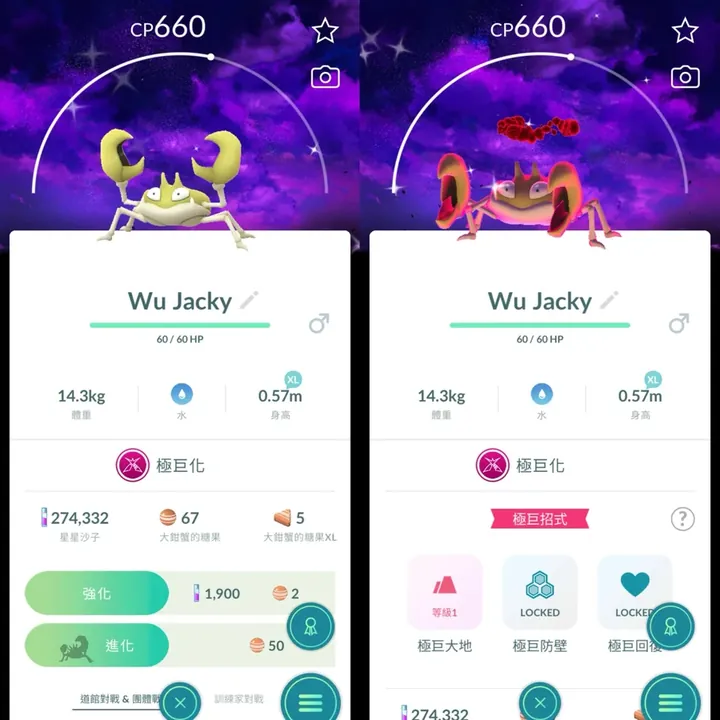 CP660
Wu Jacky
60 / 60 HP
XL
14.3kg
0.57m
體重
水
身高
極巨化
274,332
67
5
星星沙子
大鉗蟹的糖果
大鉗蟹的糖果XL
強化
1,900
2
進化
50
道館對戰 & 團體戰
訓練家對戰
CP660
Wu Jacky
60 / 60 HP
XL
14.3kg
0.57m
體重
水
身高
極巨化
極巨招式
?
等級1
LOCKED
LOCKED
極巨大地
極巨防壁
極巨回復
274,332